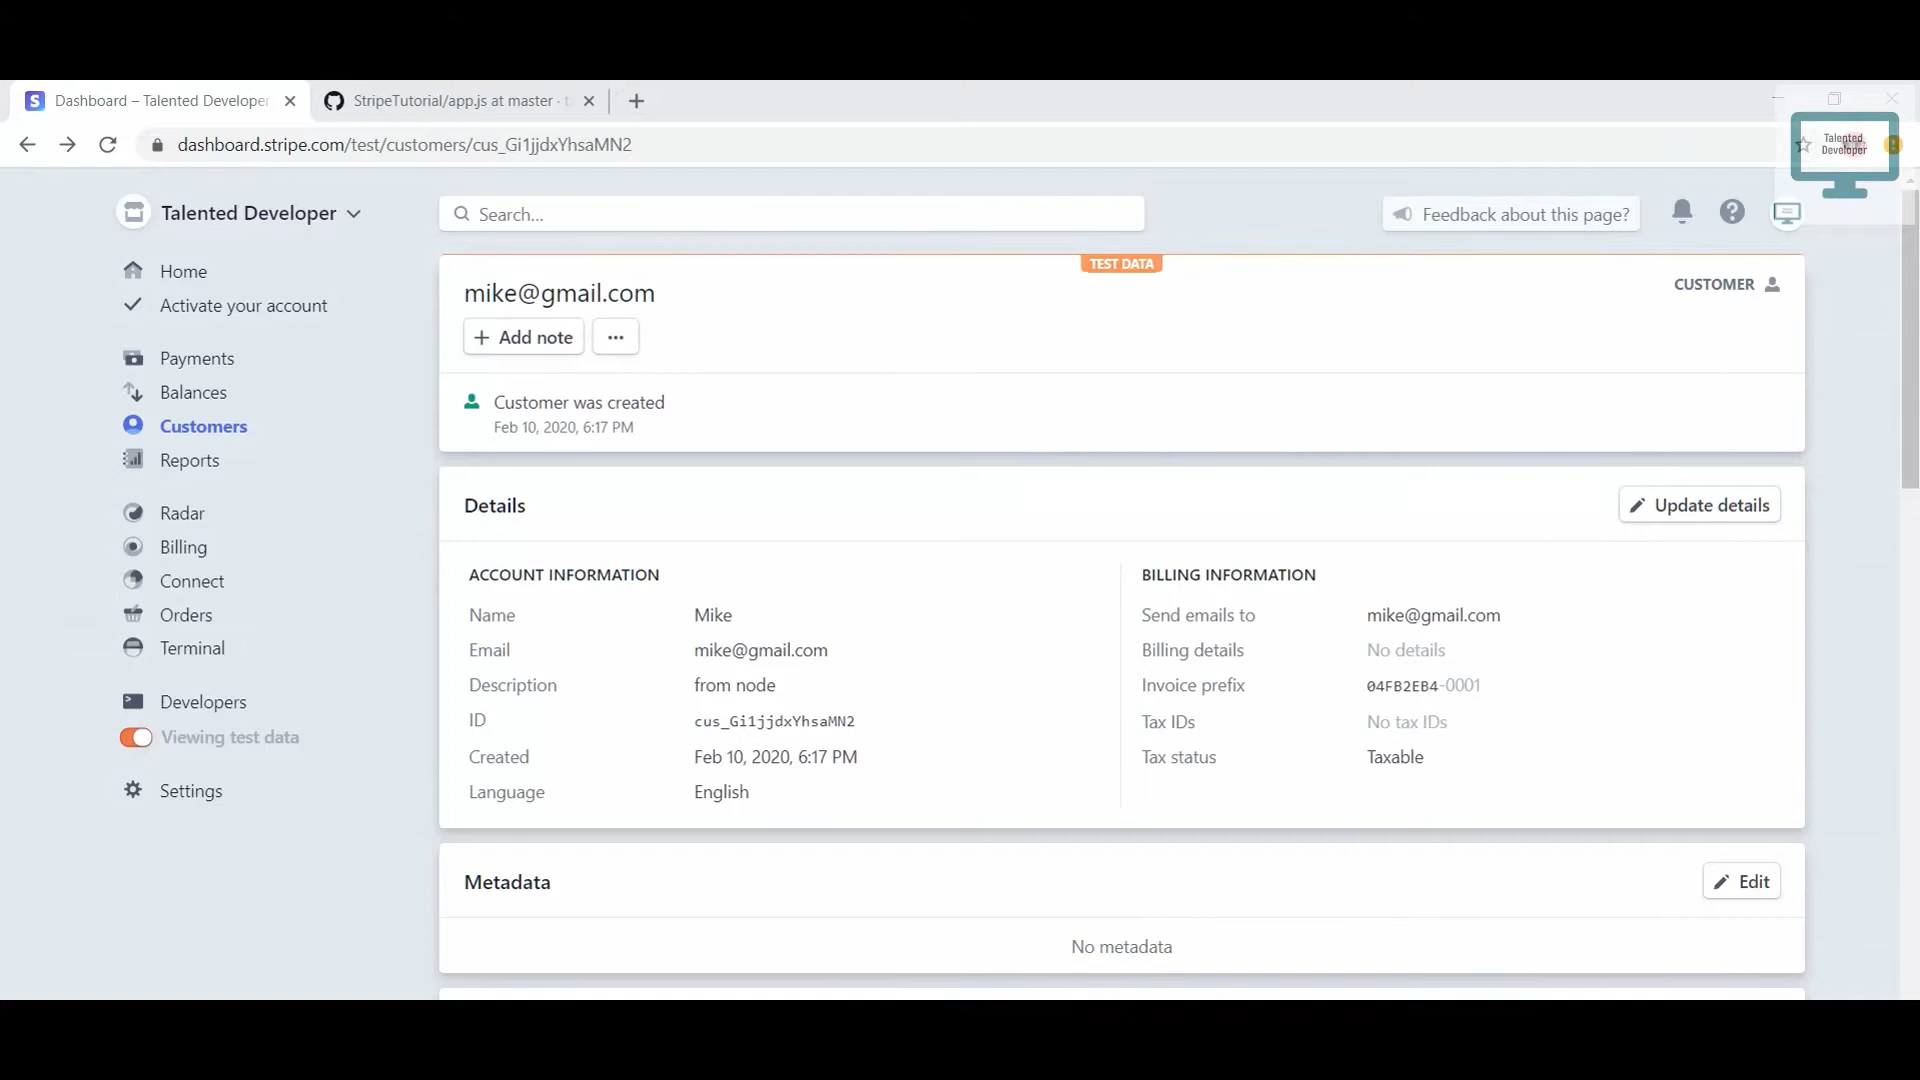 Dashboard – Talented Developer
StripeTutorial/app.js at master · t
dashboard.stripe.com/test/customers/cus_Gi1jjdxYhsaMN2
Talented
Developer
Talented Developer
Search...
Feedback about this page?
Home
Activate your account
Payments
Balances
Customers
Reports
Radar
Billing
Connect
Orders
Terminal
Developers
Viewing test data
Settings
TEST DATA
mike@gmail.com
CUSTOMER
+ Add note
...
Customer was created
Feb 10, 2020, 6:17 PM
Details
Update details
ACCOUNT INFORMATION
Name Mike
Email mike@gmail.com
Description from node
ID cus_Gi1jjdxYhsaMN2
Created Feb 10, 2020, 6:17 PM
Language English
BILLING INFORMATION
Send emails to mike@gmail.com
Billing details No details
Invoice prefix 04FB2EB4-0001
Tax IDs No tax IDs
Tax status Taxable
Metadata
Edit
No metadata